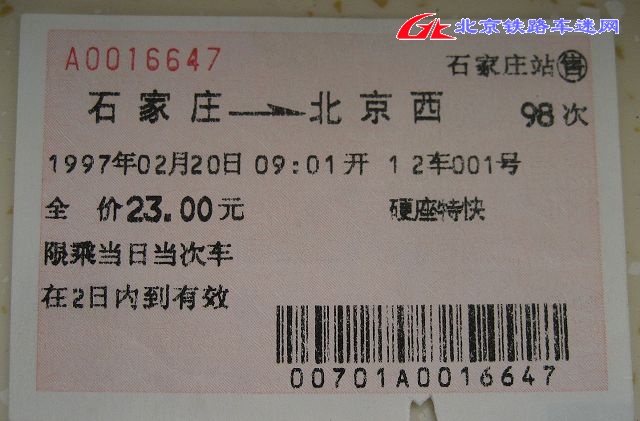 北京铁路车迷网
A0016647
石家庄站售
石家庄→北京西 98次
1997年02月20日 09:01开 12车001号
全 价23.00元 硬座特快
限乘当日当次车
在2日内到有效
00701A0016647